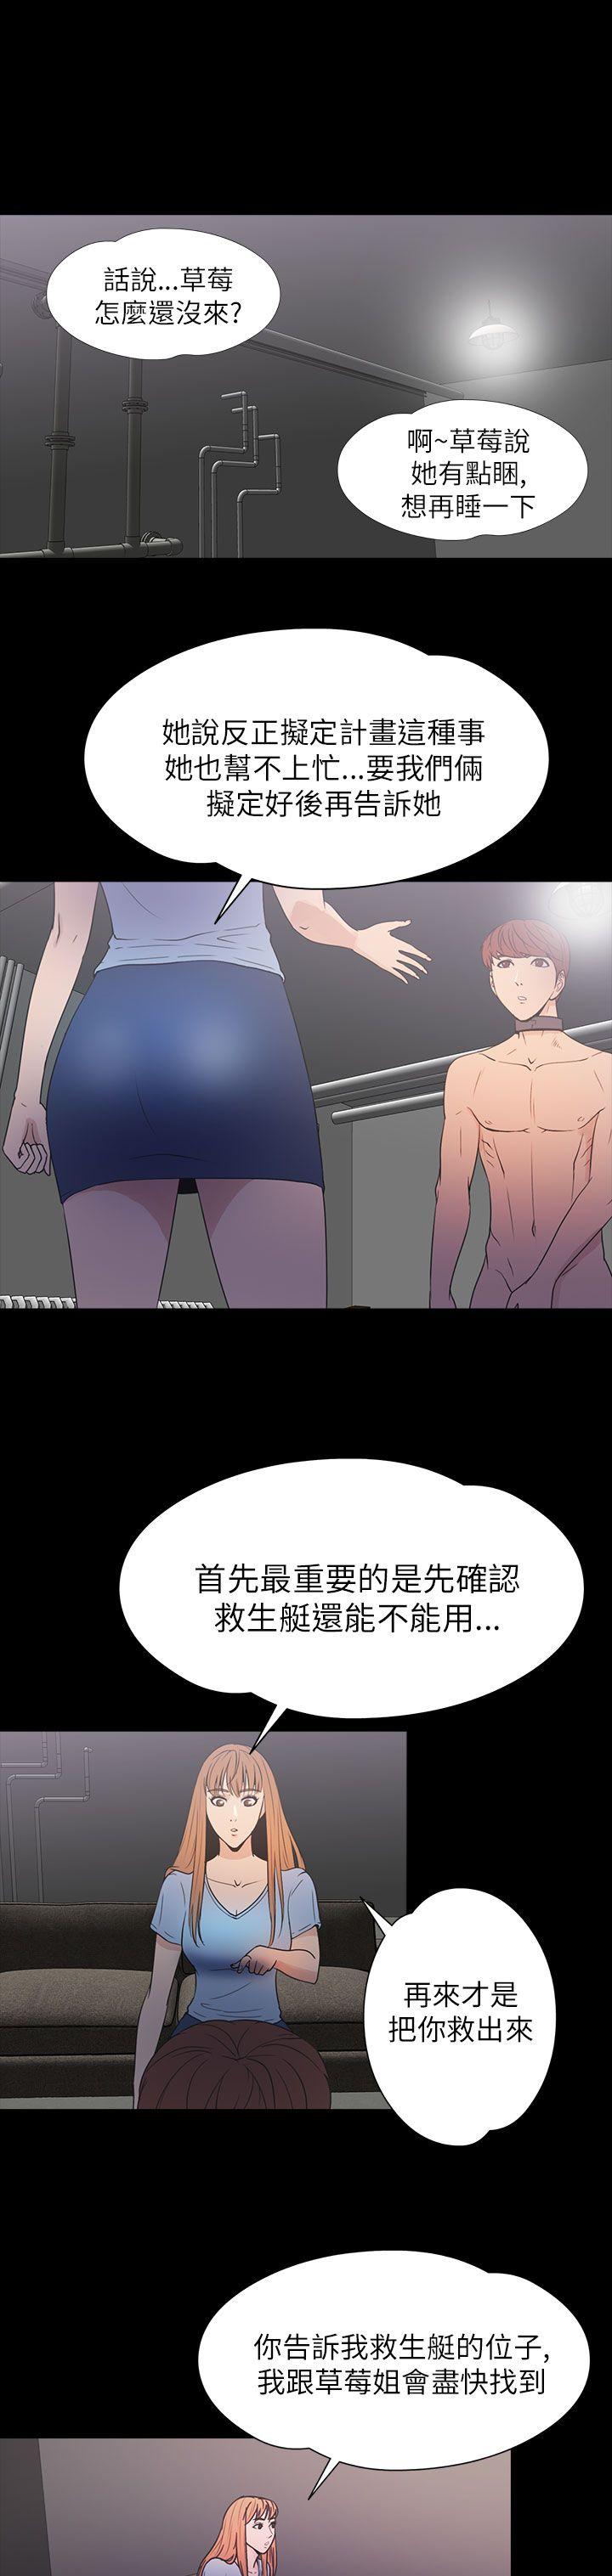 話說...草莓
怎麼還沒來?
啊~草莓說
她有點睏,
想再睡一下
她說反正擬定計畫這種事
她也幫不上忙...要我們倆
擬定好後再告訴她
首先最重要的是先確認
救生艇還能不能用...
再來才是
把你救出來
你告訴我救生艇的位子,
我跟草莓姐會盡快找到